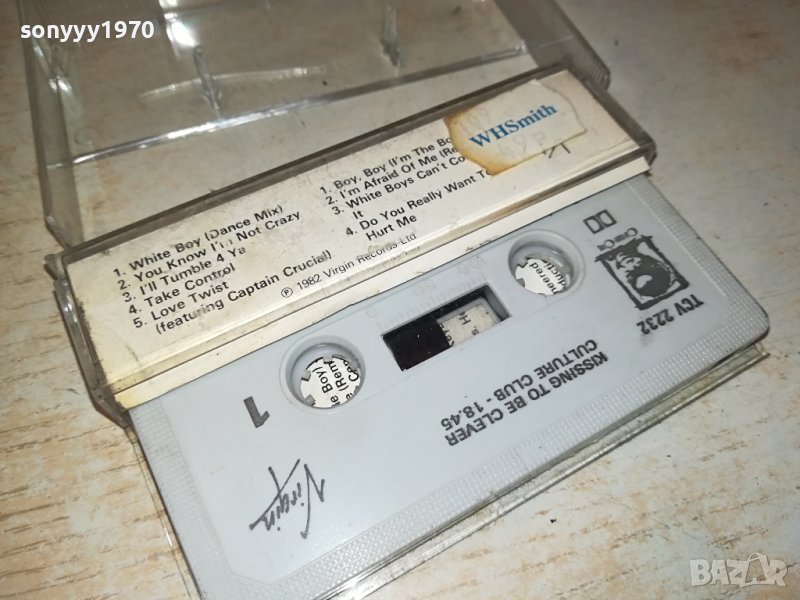 sonyyy1970
WHSmith
1. White Boy (Dance Mix)
2. You Know I'm Not Crazy
3. I'll Tumble 4 Ya
4. Take Control
5. Love Twist
(featuring Captain Crucial)
1. Boy, Boy (I'm The Bo
2. I'm Afraid Of Me (Re
3. White Boys Can't Co
It
4. Do You Really Want T
Hurt Me
℗ 1982 Virgin Records Ltd
TCV 2232
KISSING TO BE CLEVER
CULTURE CLUB - 18.45
1
Virgin
BAZAR